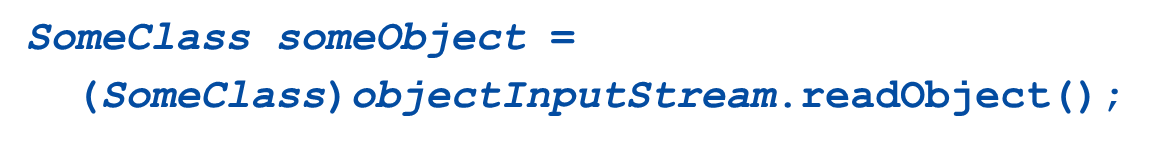 SomeClass someObject =
(SomeClass)objectInputStream.readObject();